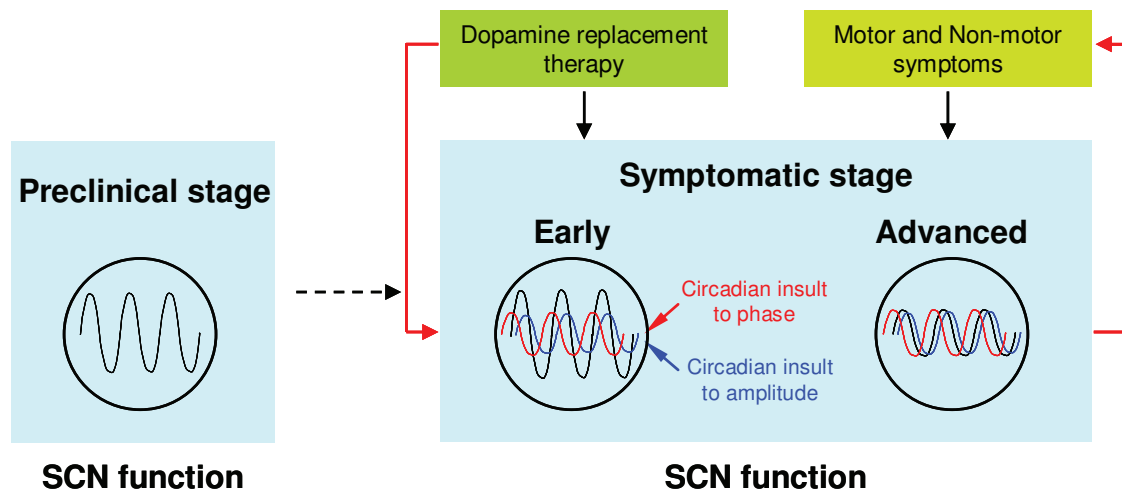 Dopamine replacement
therapy
Motor and Non-motor
symptoms
Preclinical stage
Symptomatic stage
Early
Advanced
Circadian insult
to phase
Circadian insult
to amplitude
SCN function
SCN function